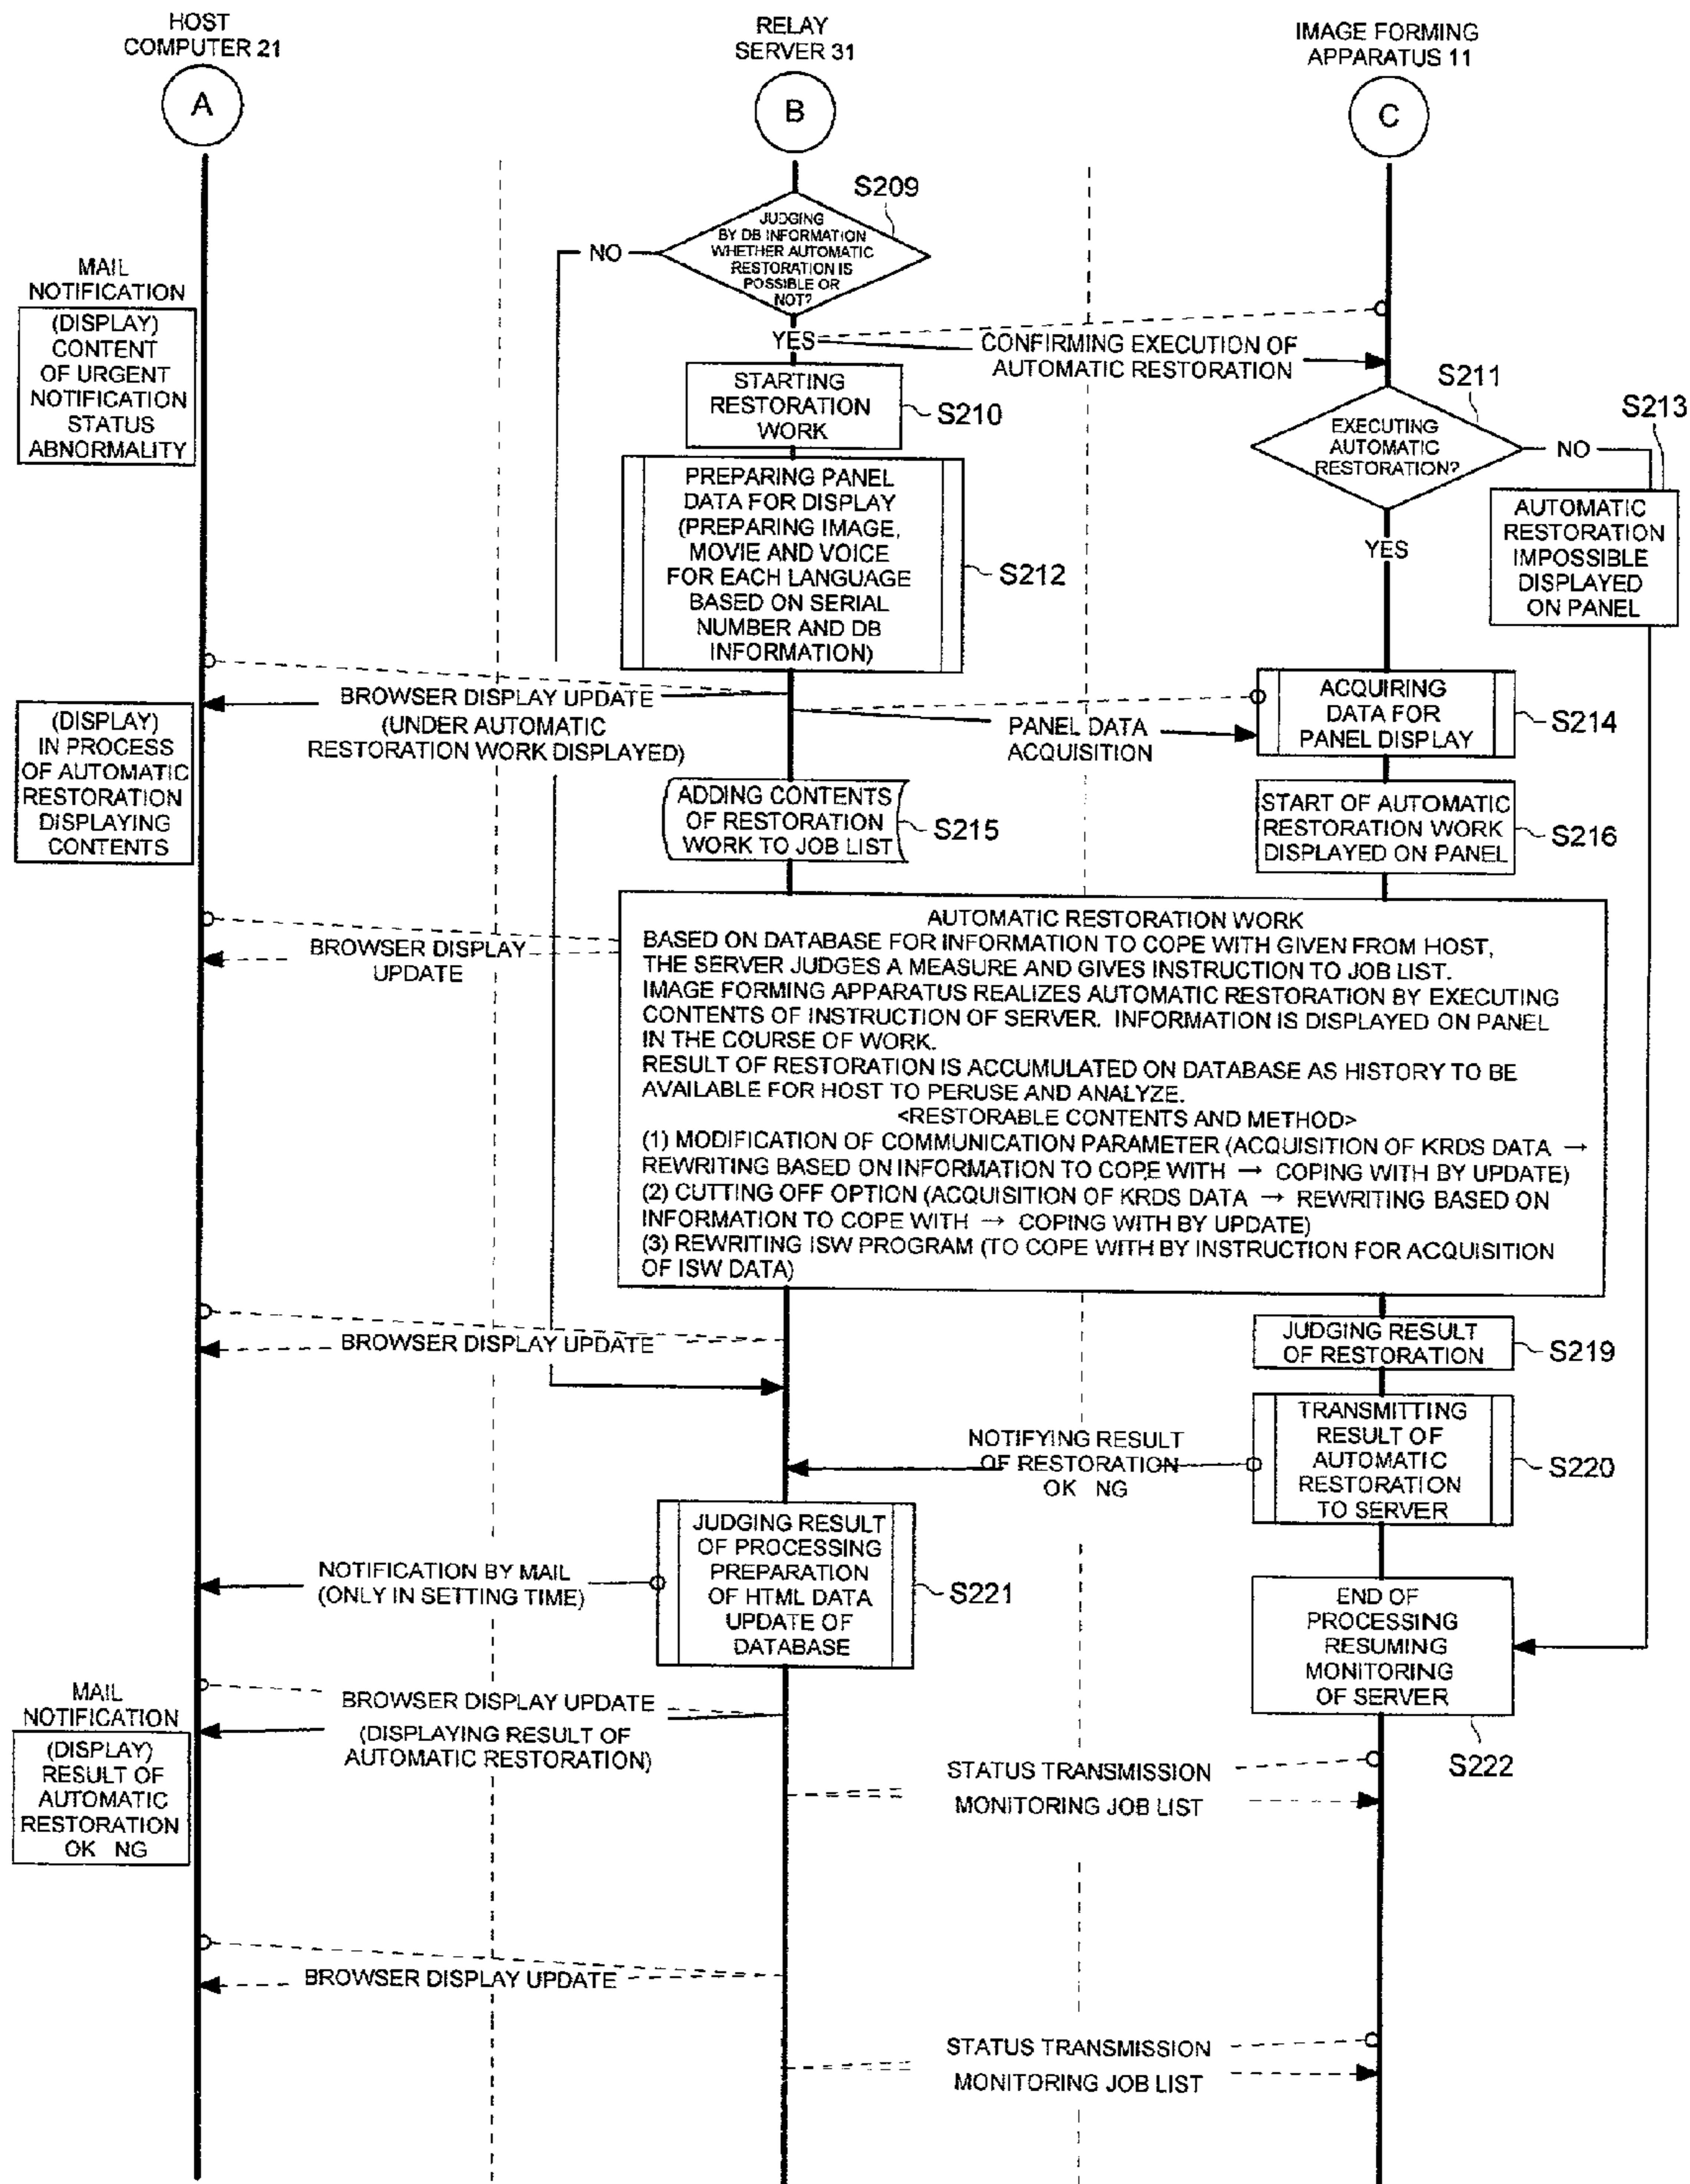 HOST
COMPUTER 21
RELAY
SERVER 31
IMAGE FORMING
APPARATUS 11
A
B
C
S209
JUDGING
BY DB INFORMATION
WHETHER AUTOMATIC
RESTORATION IS
POSSIBLE OR
NOT?
NO
YES
MAIL
NOTIFICATION
(DISPLAY)
CONTENT
OF URGENT
NOTIFICATION
STATUS
ABNORMALITY
CONFIRMING EXECUTION OF
AUTOMATIC RESTORATION
STARTING
RESTORATION
WORK
S210
S211
EXECUTING
AUTOMATIC
RESTORATION?
NO
YES
S213
AUTOMATIC
RESTORATION
IMPOSSIBLE
DISPLAYED
ON PANEL
PREPARING PANEL
DATA FOR DISPLAY
(PREPARING IMAGE,
MOVIE AND VOICE
FOR EACH LANGUAGE
BASED ON SERIAL
NUMBER AND DB
INFORMATION)
S212
BROWSER DISPLAY UPDATE
(UNDER AUTOMATIC
RESTORATION WORK DISPLAYED)
(DISPLAY)
IN PROCESS
OF AUTOMATIC
RESTORATION
DISPLAYING
CONTENTS
PANEL DATA
ACQUISITION
ACQUIRING
DATA FOR
PANEL DISPLAY
S214
ADDING CONTENTS
OF RESTORATION
WORK TO JOB LIST
S215
START OF AUTOMATIC
RESTORATION WORK
DISPLAYED ON PANEL
S216
BROWSER DISPLAY
UPDATE
AUTOMATIC RESTORATION WORK
BASED ON DATABASE FOR INFORMATION TO COPE WITH GIVEN FROM HOST,
THE SERVER JUDGES A MEASURE AND GIVES INSTRUCTION TO JOB LIST.
IMAGE FORMING APPARATUS REALIZES AUTOMATIC RESTORATION BY EXECUTING
CONTENTS OF INSTRUCTION OF SERVER. INFORMATION IS DISPLAYED ON PANEL
IN THE COURSE OF WORK.
RESULT OF RESTORATION IS ACCUMULATED ON DATABASE AS HISTORY TO BE
AVAILABLE FOR HOST TO PERUSE AND ANALYZE.
<RESTORABLE CONTENTS AND METHOD>
(1) MODIFICATION OF COMMUNICATION PARAMETER (ACQUISITION OF KRDS DATA →
REWRITING BASED ON INFORMATION TO COPE WITH → COPING WITH BY UPDATE)
(2) CUTTING OFF OPTION (ACQUISITION OF KRDS DATA → REWRITING BASED ON
INFORMATION TO COPE WITH → COPING WITH BY UPDATE)
(3) REWRITING ISW PROGRAM (TO COPE WITH BY INSTRUCTION FOR ACQUISITION
OF ISW DATA)
BROWSER DISPLAY UPDATE
JUDGING RESULT
OF RESTORATION
S219
NOTIFYING RESULT
OF RESTORATION
OK NG
TRANSMITTING
RESULT OF
AUTOMATIC
RESTORATION
TO SERVER
S220
NOTIFICATION BY MAIL
(ONLY IN SETTING TIME)
JUDGING RESULT
OF PROCESSING
PREPARATION
OF HTML DATA
UPDATE OF
DATABASE
S221
END OF
PROCESSING
RESUMING
MONITORING
OF SERVER
S222
MAIL
NOTIFICATION
(DISPLAY)
RESULT OF
AUTOMATIC
RESTORATION
OK NG
BROWSER DISPLAY UPDATE
(DISPLAYING RESULT OF
AUTOMATIC RESTORATION)
STATUS TRANSMISSION
MONITORING JOB LIST
BROWSER DISPLAY UPDATE
STATUS TRANSMISSION
MONITORING JOB LIST